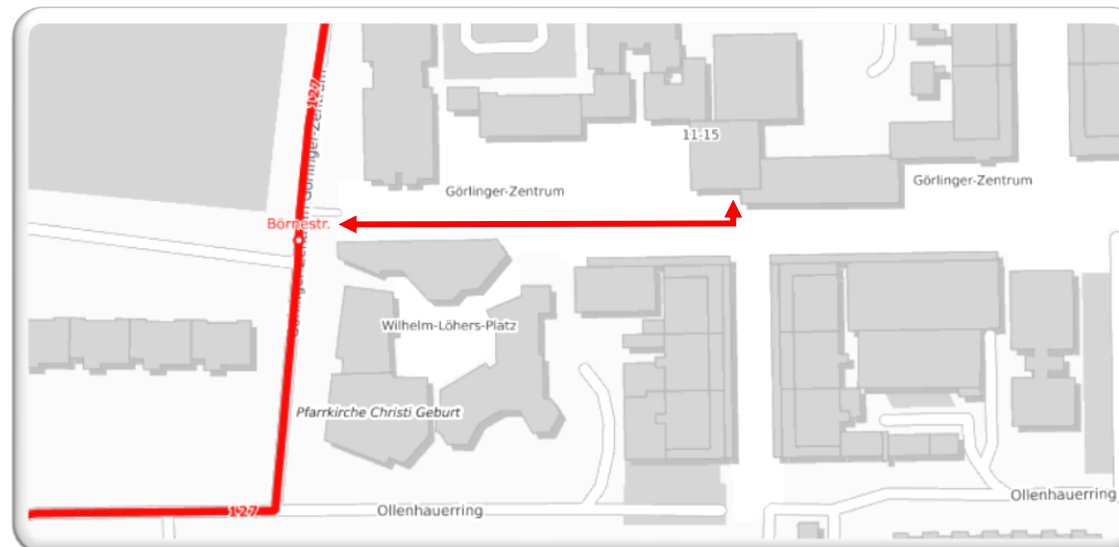 127
Görlinger-Zentrum
11-15
Görlinger-Zentrum
Görlinger-Zentrum
Börnestr.
Wilhelm-Löhers-Platz
Pfarrkirche Christi Geburt
127
Ollenhauerring
Ollenhauerring